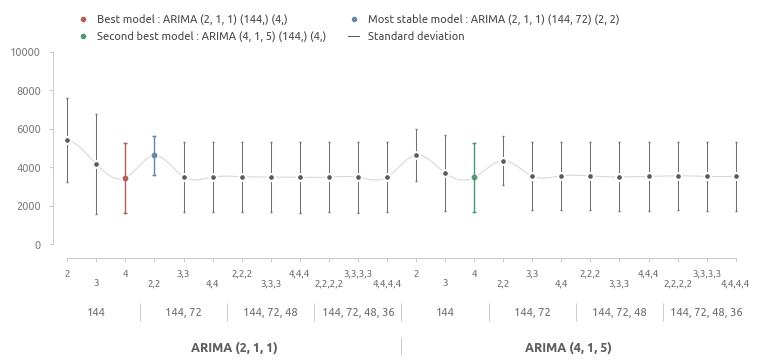 Best model : ARIMA (2, 1, 1) (144,) (4,)
Most stable model : ARIMA (2, 1, 1) (144, 72) (2, 2)
Second best model : ARIMA (4, 1, 5) (144,) (4,)
Standard deviation
10000
8000
6000
4000
2000
0
2 4 3,3 2,2,2 4,4,4 3,3,3,3 2 4 3,3 2,2,2 4,4,4 3,3,3,3
3 2,2 4,4 3,3,3 2,2,2,2 4,4,4,4 3 2,2 4,4 3,3,3 2,2,2,2 4,4,4,4
144 144, 72 144, 72, 48 144, 72, 48, 36 144 144, 72 144, 72, 48 144, 72, 48, 36
ARIMA (2, 1, 1) ARIMA (4, 1, 5)